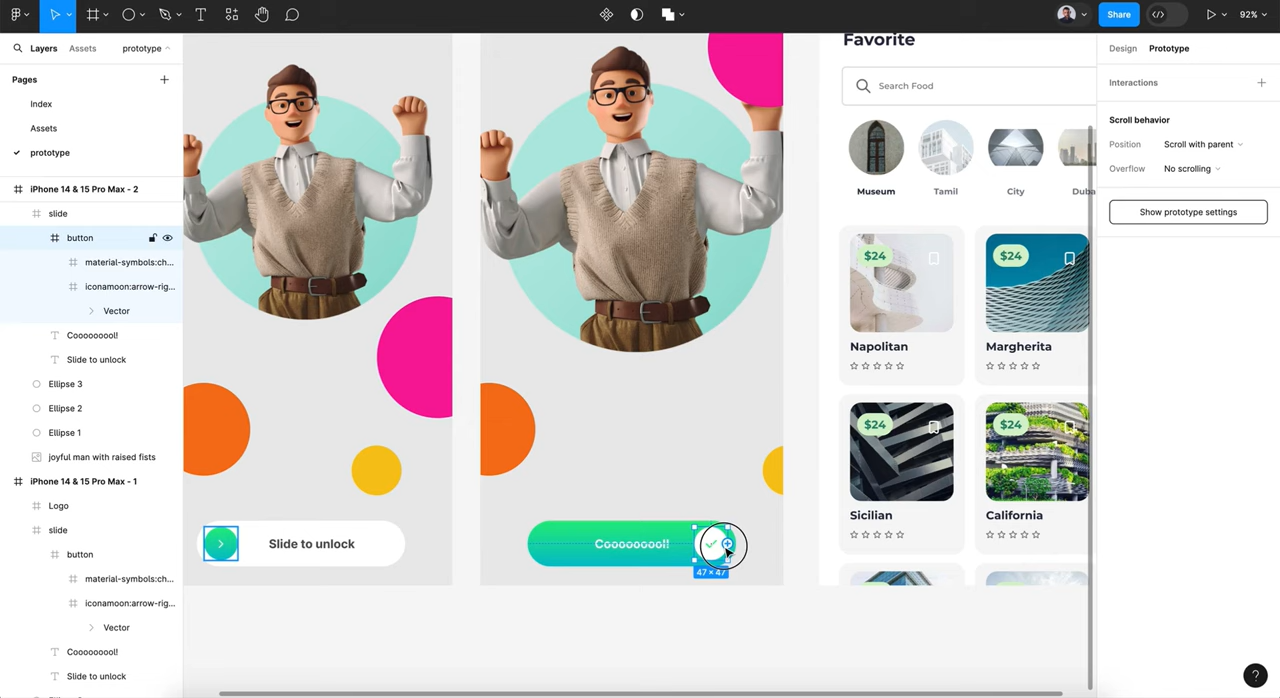 Share
92%
Layers
Assets
prototype
Pages
Index
Assets
prototype
iPhone 14 & 15 Pro Max - 2
slide
button
material-symbols:ch...
iconamoon:arrow-rig...
Vector
Coooooool!
Slide to unlock
Ellipse 3
Ellipse 2
Ellipse 1
joyful man with raised fists
iPhone 14 & 15 Pro Max - 1
Logo
slide
button
material-symbols:ch...
iconamoon:arrow-rig...
Vector
Coooooool!
Slide to unlock
Slide to unlock
Coooooool!
47 × 47
Favorite
Search Food
Museum
Tamil
City
Duba
$24
$24
Napolitan
Margherita
$24
$24
Sicilian
California
Design
Prototype
Interactions
Scroll behavior
Position
Scroll with parent
Overflow
No scrolling
Show prototype settings
?